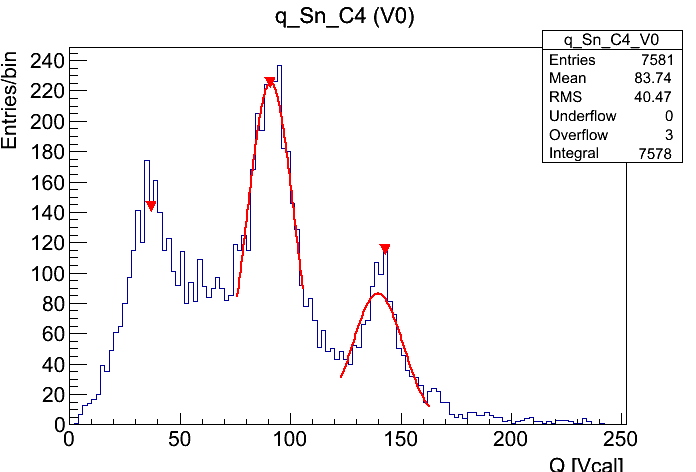 q_Sn_C4 (V0)
q_Sn_C4_V0
Entries 7581
Mean 83.74
RMS 40.47
Underflow 0
Overflow 3
Integral 7578
Entries/bin
240
220
200
180
160
140
120
100
80
60
40
20
0
0 50 100 150 200 250
Q [Vcal]